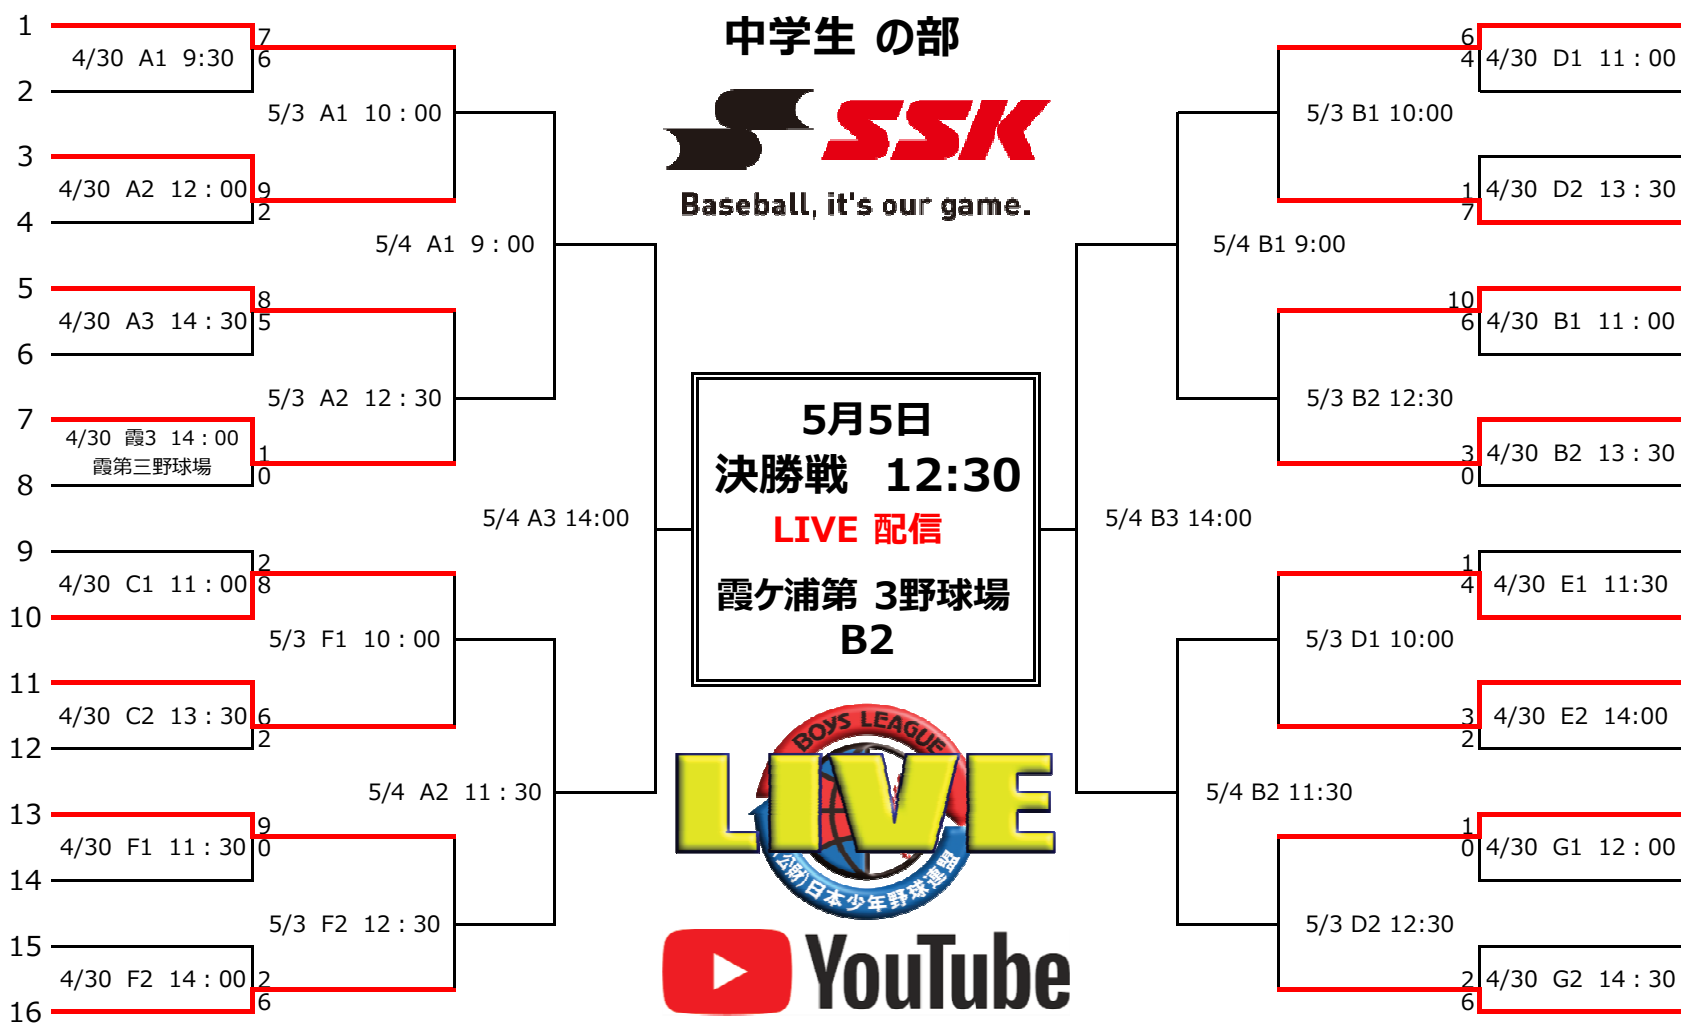 中学生 の部
SSK
Baseball, it's our game.
1
4/30 A1 9:30
7
6
2
5/3 A1 10:00
3
4/30 A2 12:00
9
2
4
5/4 A1 9:00
5
4/30 A3 14:30
8
5
6
5/3 A2 12:30
7
4/30 霞3 14:00
霞第三野球場
1
0
8
5/4 A3 14:00
9
4/30 C1 11:00
2
8
10
5/3 F1 10:00
11
4/30 C2 13:30
6
2
12
5/4 A2 11:30
13
4/30 F1 11:30
9
0
14
5/3 F2 12:30
15
4/30 F2 14:00
2
6
16
5月5日
決勝戦 12:30
LIVE 配信
霞ケ浦第 3野球場
B2
BOYS LEAGUE
LIVE
(公財)日本少年野球連盟
YouTube
6
4
4/30 D1 11:00
5/3 B1 10:00
1
7
4/30 D2 13:30
5/4 B1 9:00
10
6
4/30 B1 11:00
5/3 B2 12:30
3
0
4/30 B2 13:30
5/4 B3 14:00
1
4
4/30 E1 11:30
5/3 D1 10:00
3
2
4/30 E2 14:00
5/4 B2 11:30
1
0
4/30 G1 12:00
5/3 D2 12:30
2
6
4/30 G2 14:30